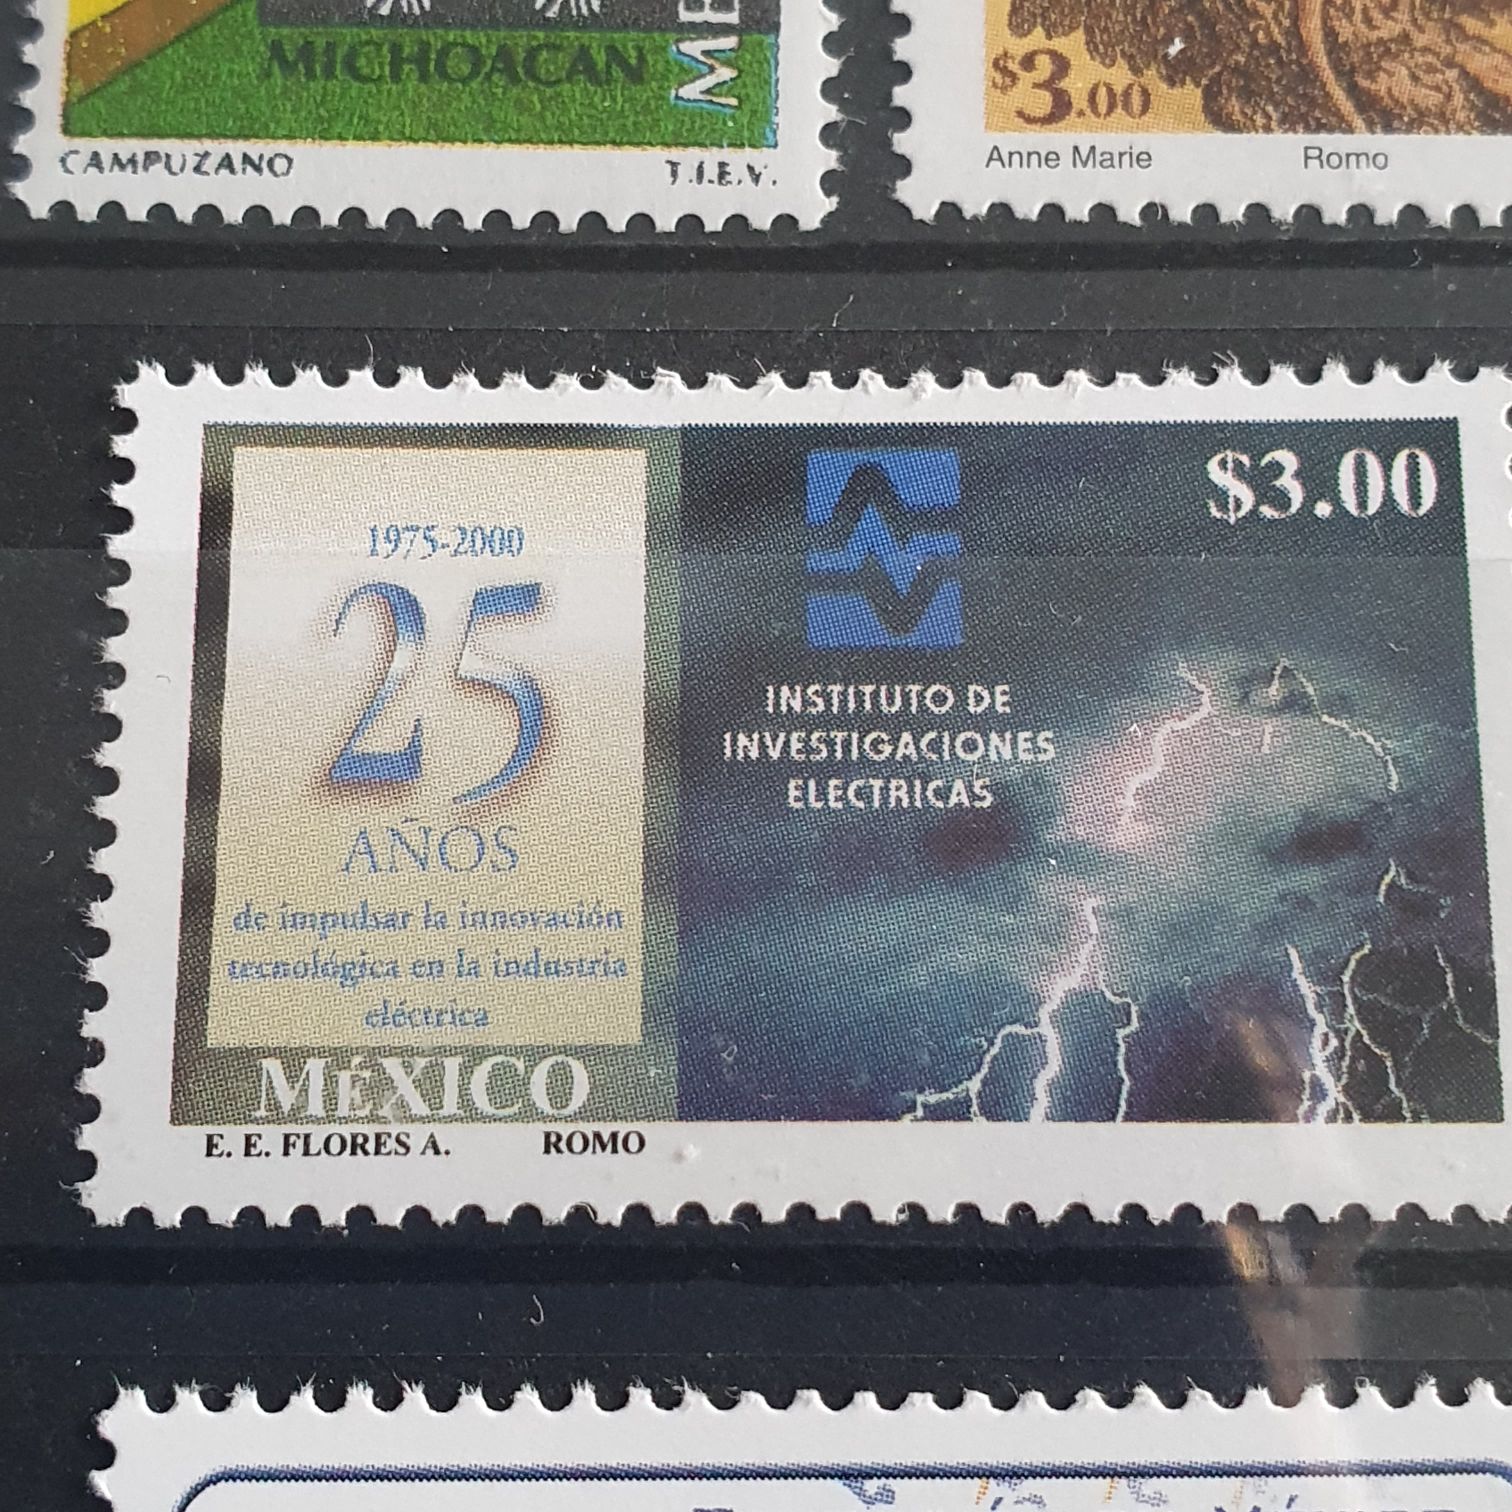 MICHOACAN
ME
CAMPUZANO T.I.E.V.
$3.00
Anne Marie Romo
1975-2000
25
AÑOS
de impulsar la innovación
tecnológica en la industria
eléctrica
MéXICO
INSTITUTO DE
INVESTIGACIONES
ELECTRICAS
$3.00
E. E. FLORES A. ROMO